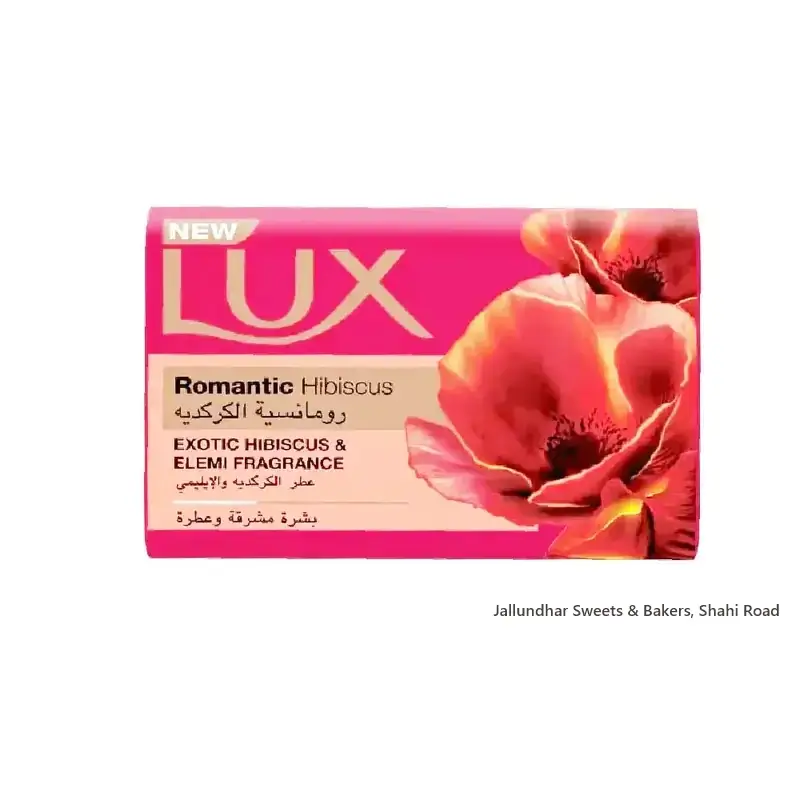 NEW
LUX
Romantic Hibiscus
رومانسية الكركديه
EXOTIC HIBISCUS &
ELEMI FRAGRANCE
عطر الكركديه والإيليمي
بشرة مشرقة وعطرة
Jallundhar Sweets & Bakers, Shahi Road